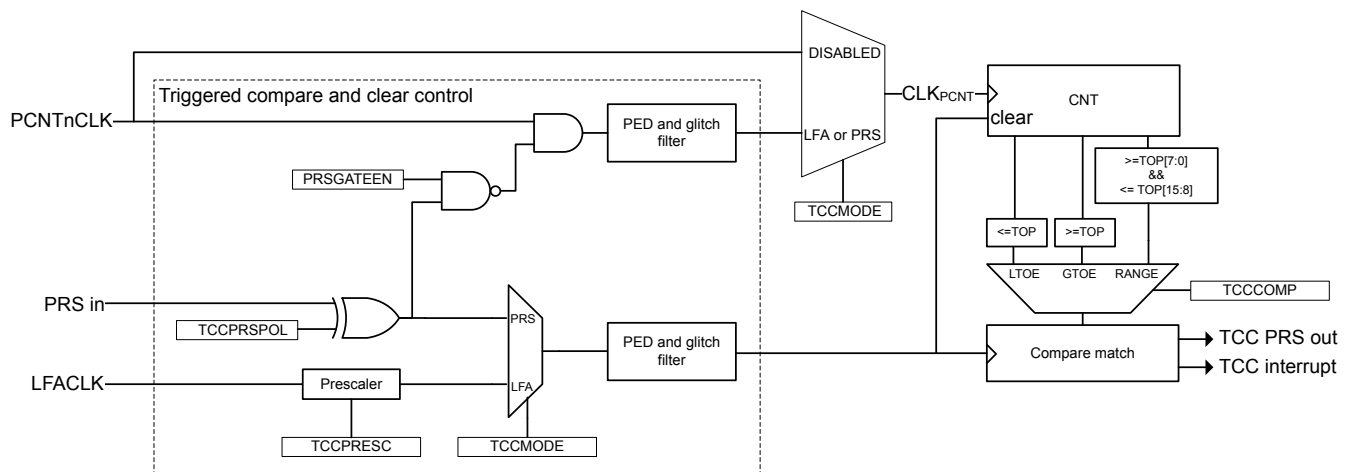 DISABLED
Triggered compare and clear control
PCNTnCLK
CLKPCNT
CNT
clear
PED and glitch
filter
LFA or PRS
PRSGATEEN
>=TOP[7:0]
&&
<= TOP[15:8]
TCCMODE
<=TOP
>=TOP
LTOE
GTOE
RANGE
TCCCOMP
PRS in
TCCPRSPOL
PRS
PED and glitch
filter
Compare match
TCC PRS out
TCC interrupt
LFACLK
Prescaler
LFA
TCCPRESC
TCCMODE